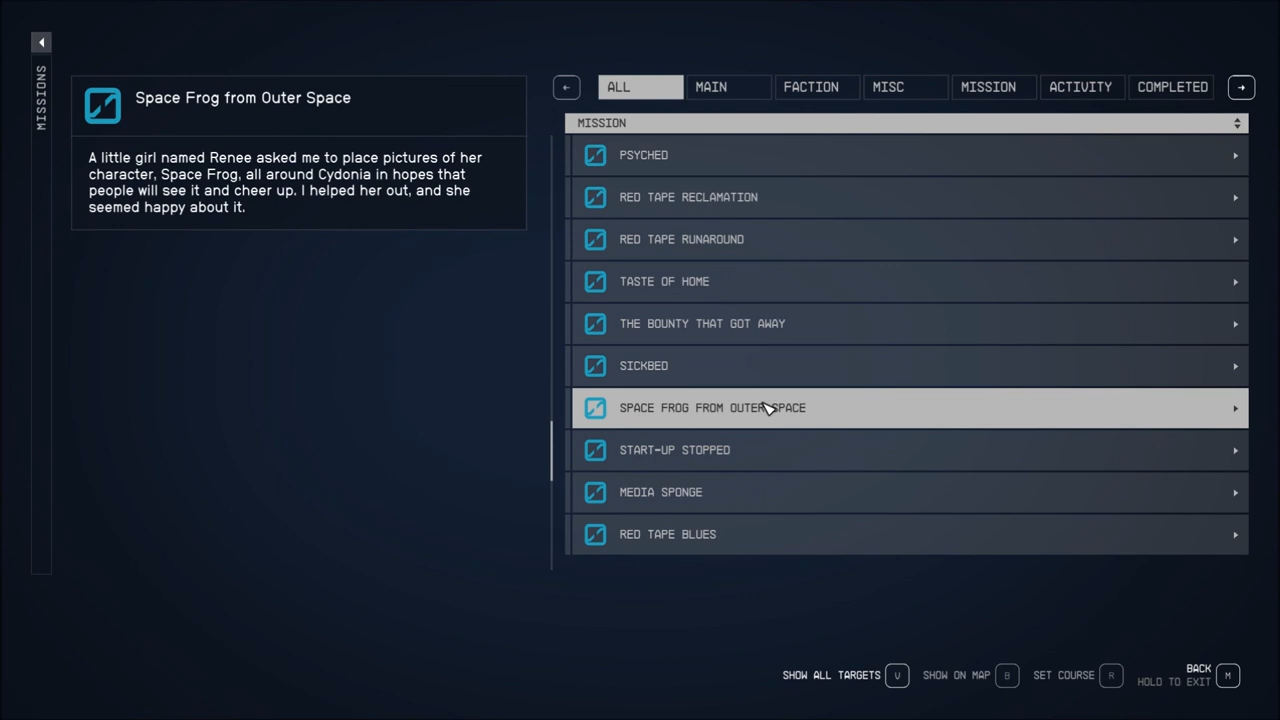 MISSIONS
Space Frog from Outer Space
A little girl named Renee asked me to place pictures of her
character, Space Frog, all around Cydonia in hopes that
people will see it and cheer up. I helped her out, and she
seemed happy about it.
ALL MAIN FACTION MISC MISSION ACTIVITY COMPLETED
MISSION
PSYCHED
RED TAPE RECLAMATION
RED TAPE RUNAROUND
TASTE OF HOME
THE BOUNTY THAT GOT AWAY
SICKBED
SPACE FROG FROM OUTER SPACE
START-UP STOPPED
MEDIA SPONGE
RED TAPE BLUES
SHOW ALL TARGETS V SHOW ON MAP B SET COURSE R BACK M
HOLD TO EXIT